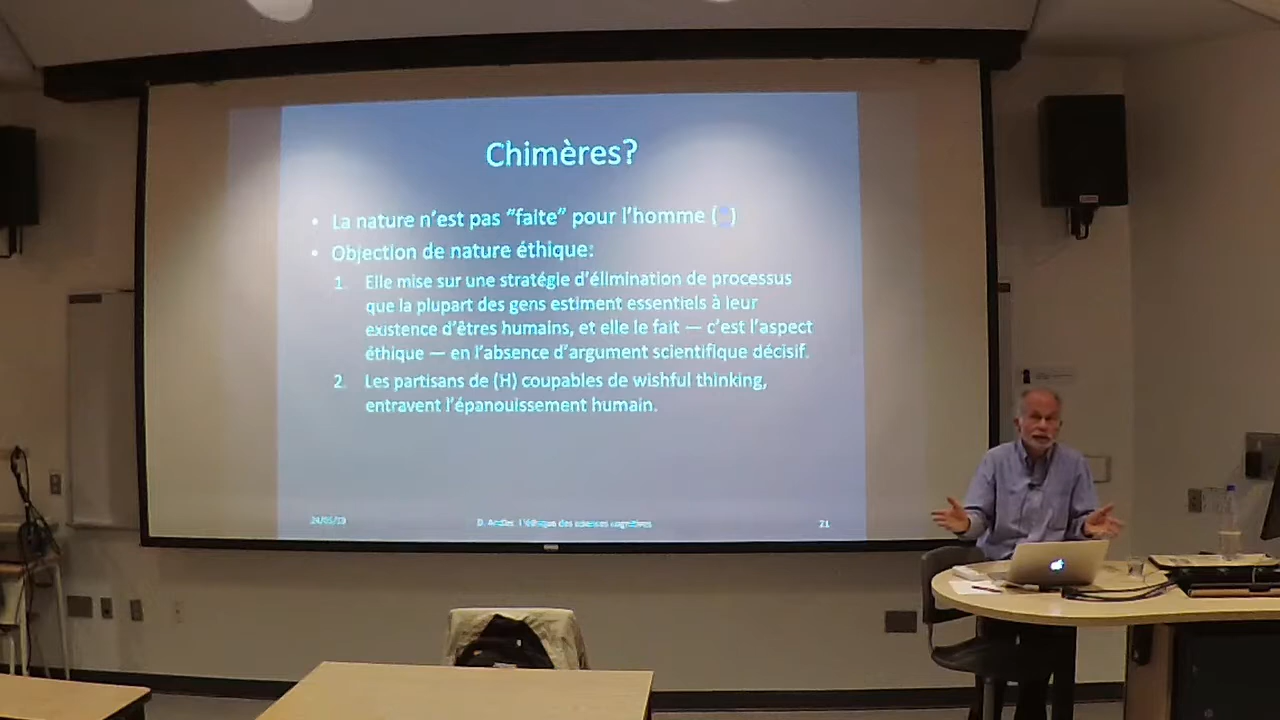 Chimères?
• La nature n'est pas "faite" pour l'homme ()
• Objection de nature éthique:
1. Elle mise sur une stratégie d'élimination de processus
que la plupart des gens estiment essentiels à leur
existence d'êtres humains, et elle le fait — c'est l'aspect
éthique — en l'absence d'argument scientifique décisif.
2. Les partisans de (H) coupables de wishful thinking,
entravent l'épanouissement humain.
D. Andler L'éthique des sciences cognitives
21